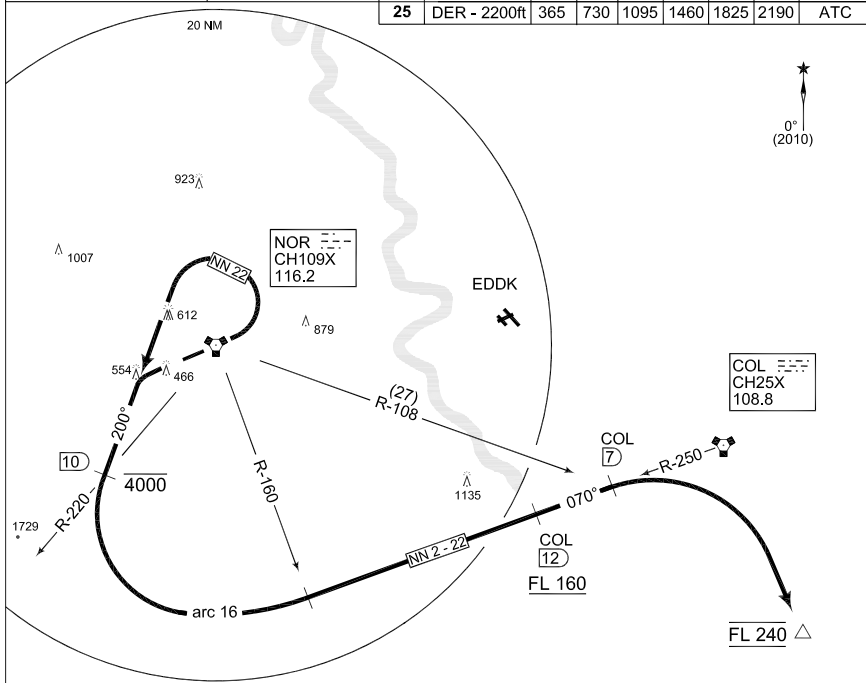 25 DER - 2200ft 365 730 1095 1460 1825 2190 ATC
20 NM
0°
(2010)
923
NOR
CH109X
116.2
1007
NN 22
EDDK
612
879
554
466
COL
CH25X
108.8
(27)
R-108
200°
COL
7
R-250
10
4000
R-160
1135
070°
R-220
1729
NN 2 - 22
COL
12
FL 160
arc 16
FL 240